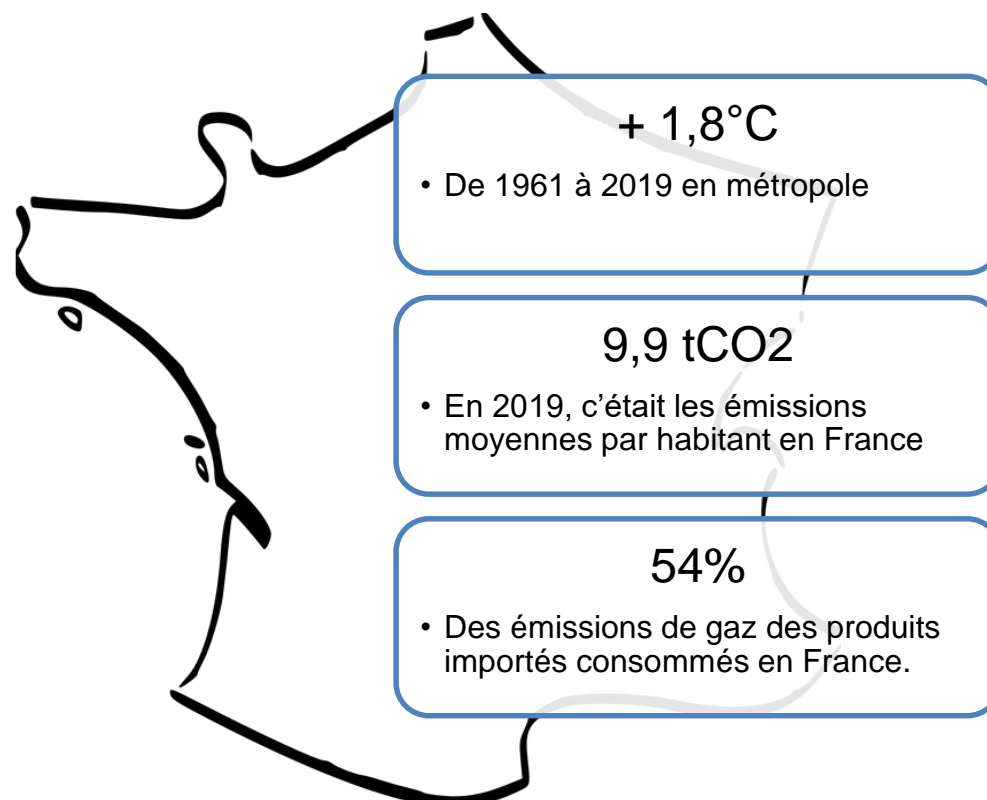 + 1,8°C
• De 1961 à 2019 en métropole
9,9 tCO2
• En 2019, c’était les émissions
moyennes par habitant en France
54%
• Des émissions de gaz des produits
importés consommés en France.